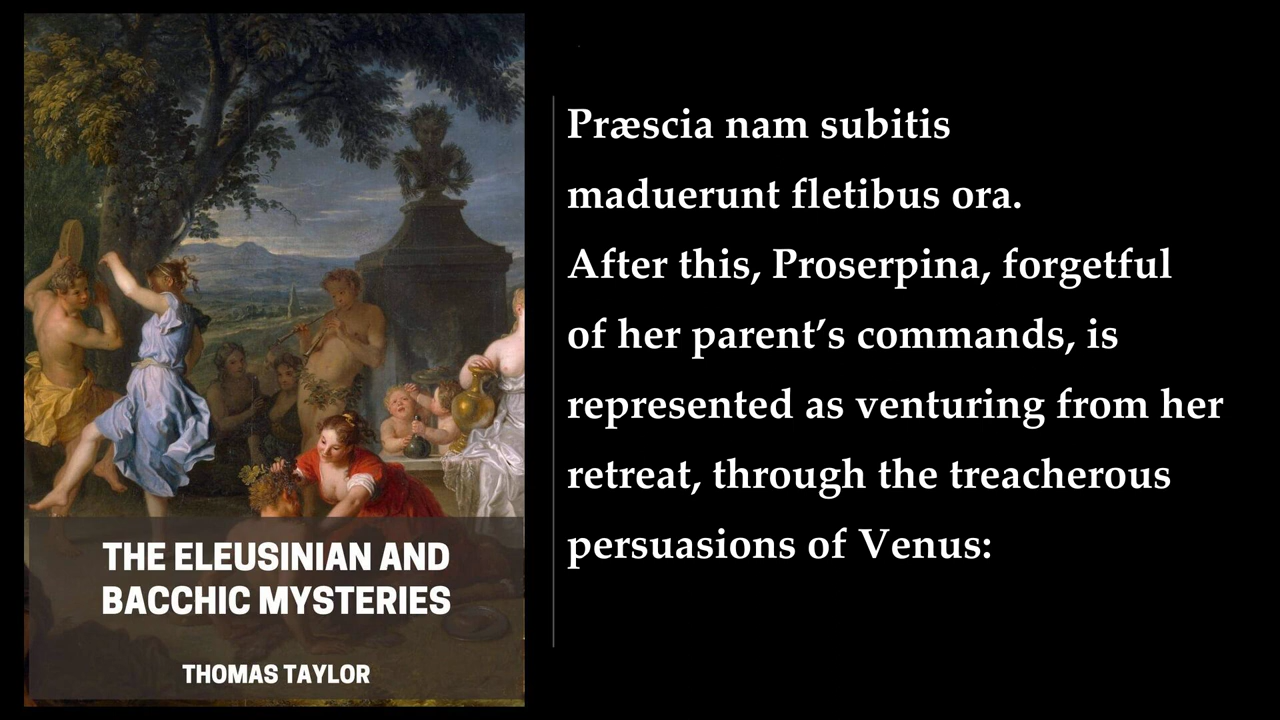 Præscia nam subitis
maduerunt fletibus ora.
After this, Proserpina, forgetful
of her parent’s commands, is
represented as venturing from her
retreat, through the treacherous
persuasions of Venus:
THE ELEUSINIAN AND
BACCHIC MYSTERIES
THOMAS TAYLOR